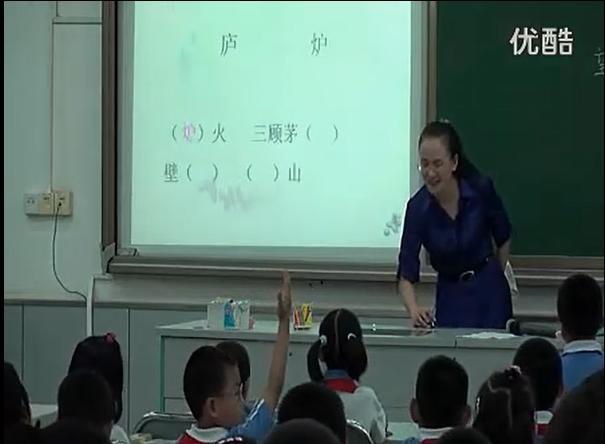 优酷
庐 炉
（炉）火 三顾茅（ ）
壁（ ） （ ）山